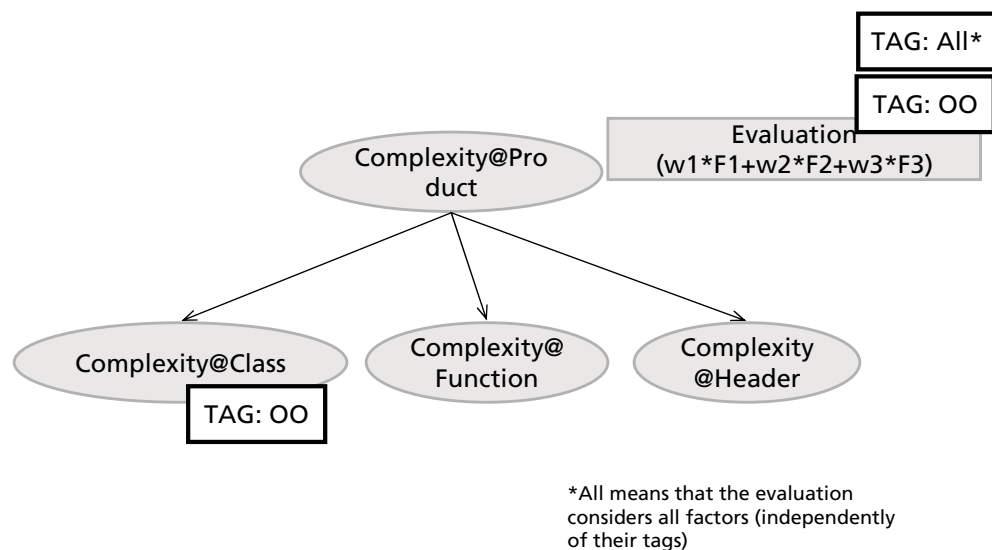 TAG: All*
TAG: OO
Evaluation
(w1*F1+w2*F2+w3*F3)
Complexity@Pro
duct
Complexity@Class
Complexity@
Function
Complexity
@Header
TAG: OO
*All means that the evaluation
considers all factors (independently
of their tags)